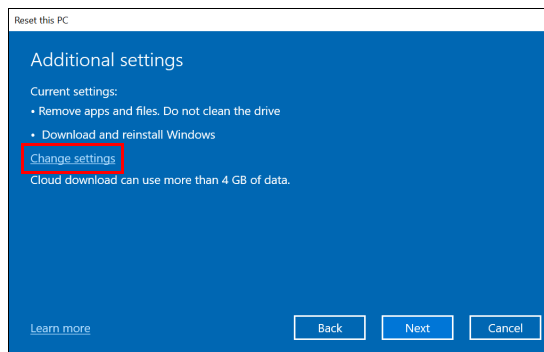 Reset this PC
Additional settings
Current settings:
• Remove apps and files. Do not clean the drive
• Download and reinstall Windows
Change settings
Cloud download can use more than 4 GB of data.
Learn more
Back
Next
Cancel